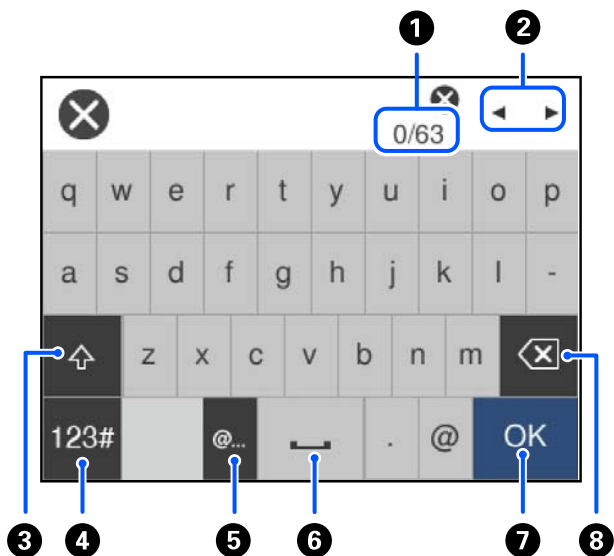 1 2
0/63
q w e r t y u i o p
a s d f g h j k l -
z x c v b n m
123# @... . @ OK
3 4 5 6 7 8